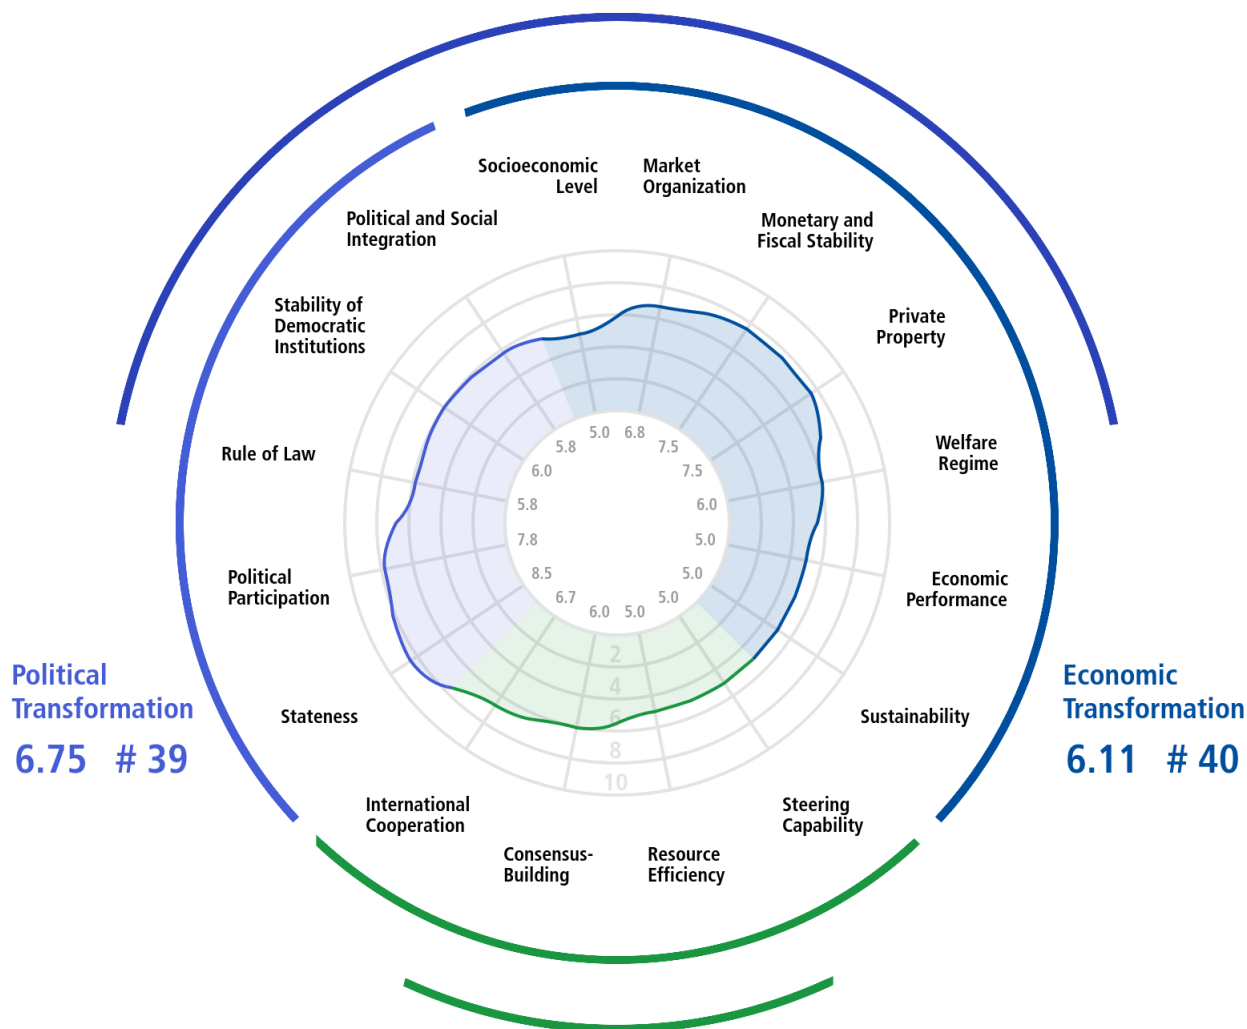 Socioeconomic
Level
Market
Organization
Political and Social
Integration
Monetary and
Fiscal Stability
Stability of
Democratic
Institutions
Private
Property
Rule of Law
Welfare
Regime
Political
Participation
Economic
Performance
Stateness
Sustainability
International
Cooperation
Steering
Capability
Consensus-
Building
Resource
Efficiency
5.0
6.8
5.8
7.5
6.0
7.5
5.8
6.0
7.8
5.0
8.5
5.0
6.7
5.0
6.0
5.0
2
4
6
8
10
Political
Transformation
6.75 # 39
Economic
Transformation
6.11 # 40